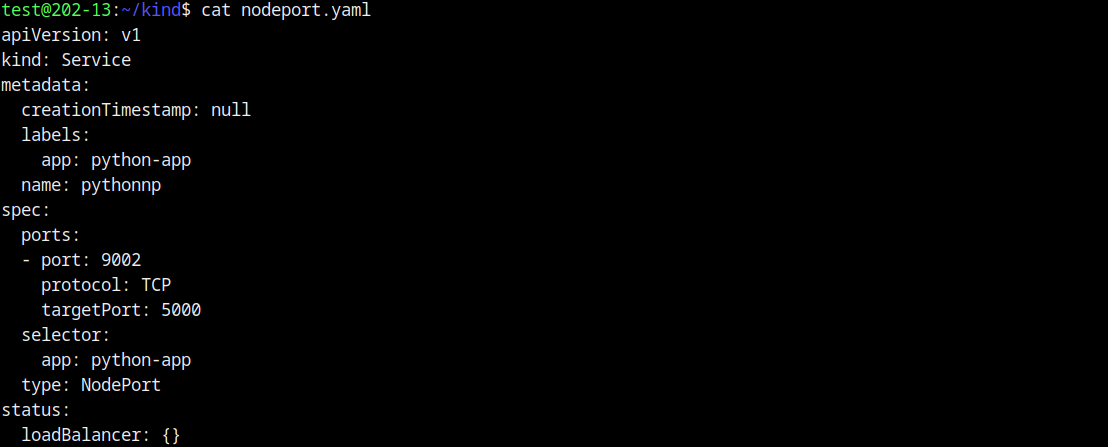 test@202-13:~/kind$ cat nodeport.yaml
apiVersion: v1
kind: Service
metadata:
  creationTimestamp: null
  labels:
    app: python-app
  name: pythonnp
spec:
  ports:
  - port: 9002
    protocol: TCP
    targetPort: 5000
  selector:
    app: python-app
  type: NodePort
status:
  loadBalancer: {}